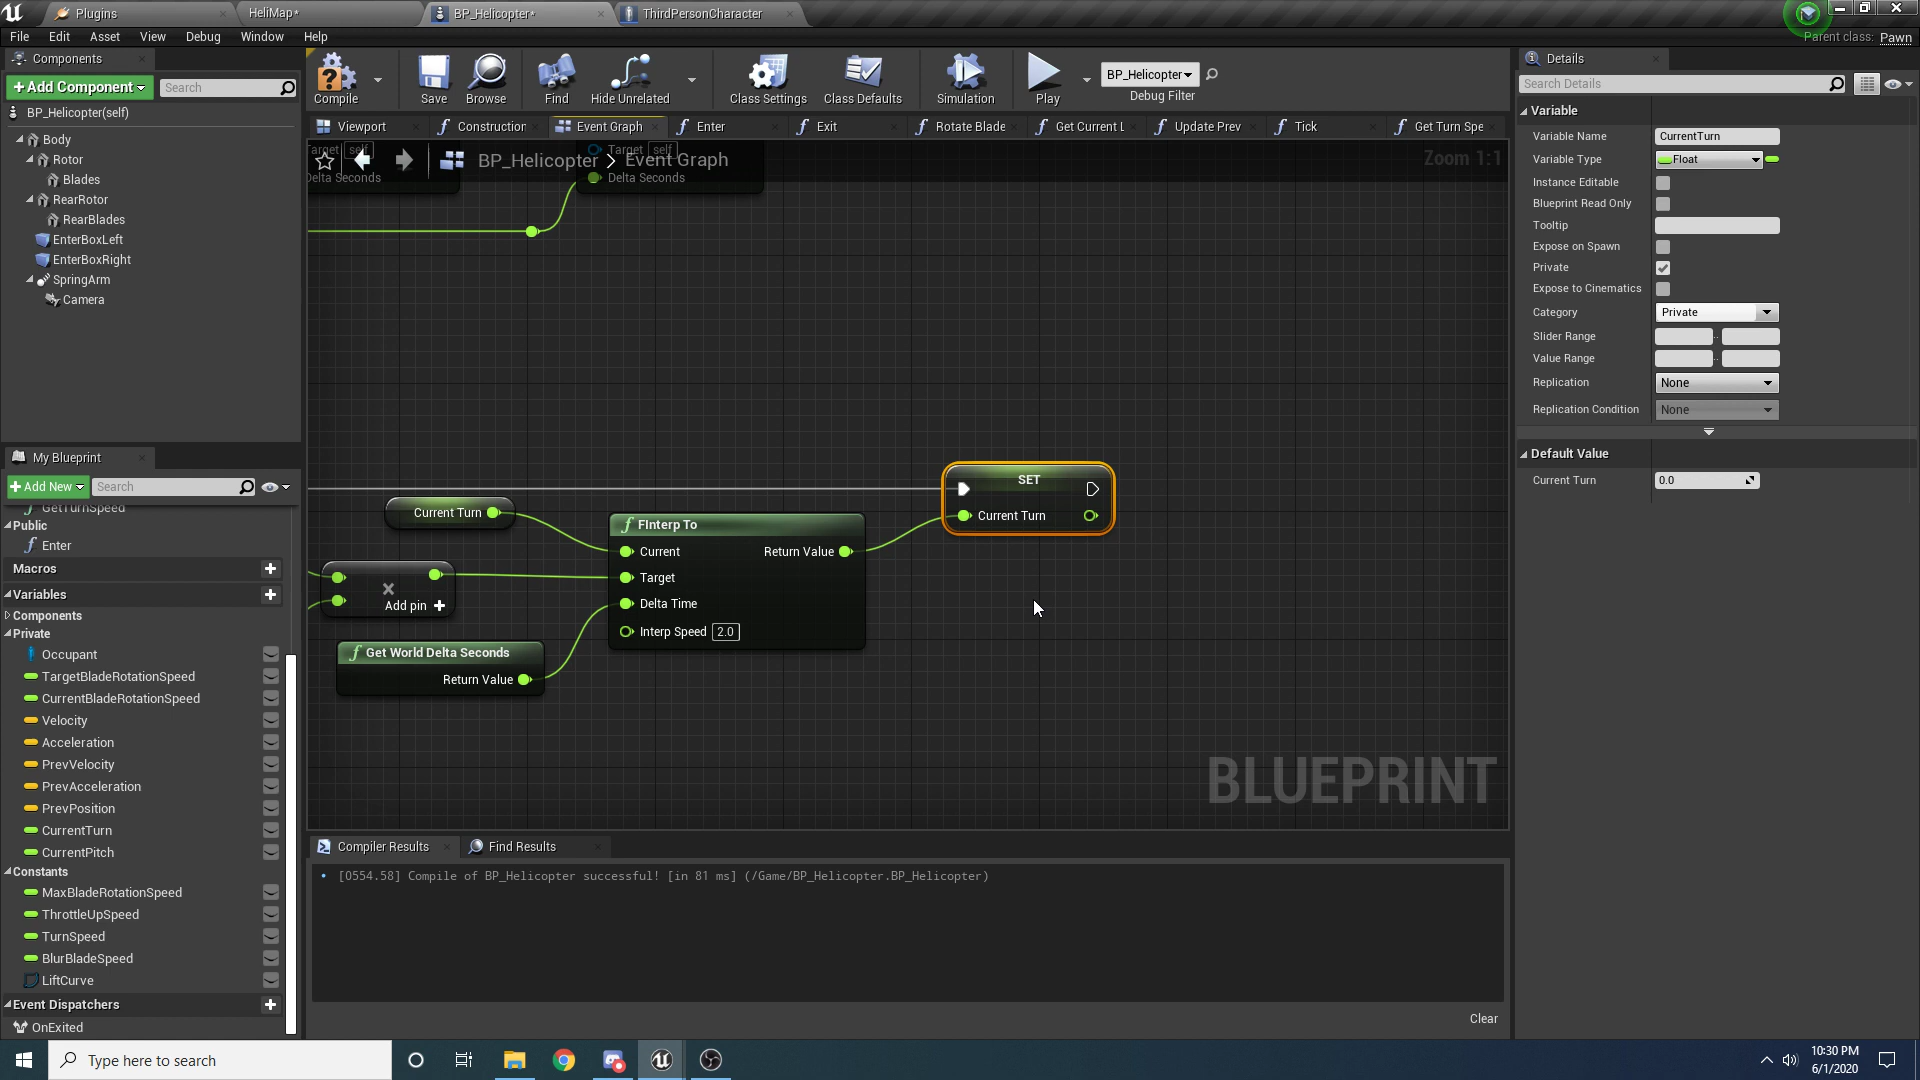 Plugins
HeliMap*
BP_Helicopter*
ThirdPersonCharacter
File Edit Asset View Debug Window Help
Parent class: Pawn
Components
+ Add Component
Search
BP_Helicopter(self)
Body
Rotor
Blades
RearRotor
RearBlades
EnterBoxLeft
EnterBoxRight
SpringArm
Camera
Compile
Save
Browse
Find
Hide Unrelated
Class Settings
Class Defaults
Simulation
Play
BP_Helicopter
Debug Filter
Viewport
Construction
Event Graph
Enter
Exit
Rotate Blade
Get Current L
Update Prev
Tick
Get Turn Spe
Target self
Target self
BP_Helicopter > Event Graph
Zoom 1:1
Delta Seconds
Delta Seconds
SET
Current Turn
Current Turn
FInterp To
Current
Return Value
Target
Delta Time
Interp Speed 2.0
Add pin +
Get World Delta Seconds
Return Value
BLUEPRINT
My Blueprint
+ Add New
Search
GetTurnSpeed
Public
Enter
Macros
Variables
Components
Private
Occupant
TargetBladeRotationSpeed
CurrentBladeRotationSpeed
Velocity
Acceleration
PrevVelocity
PrevAcceleration
PrevPosition
CurrentTurn
CurrentPitch
Constants
MaxBladeRotationSpeed
ThrottleUpSpeed
TurnSpeed
BlurBladeSpeed
LiftCurve
Event Dispatchers
OnExited
Compiler Results
Find Results
[0554.58] Compile of BP_Helicopter successful! [in 81 ms] (/Game/BP_Helicopter.BP_Helicopter)
Clear
Details
Search Details
Variable
Variable Name CurrentTurn
Variable Type Float
Instance Editable
Blueprint Read Only
Tooltip
Expose on Spawn
Private
Expose to Cinematics
Category Private
Slider Range
Value Range
Replication None
Replication Condition None
Default Value
Current Turn 0.0
Type here to search
10:30 PM
6/1/2020